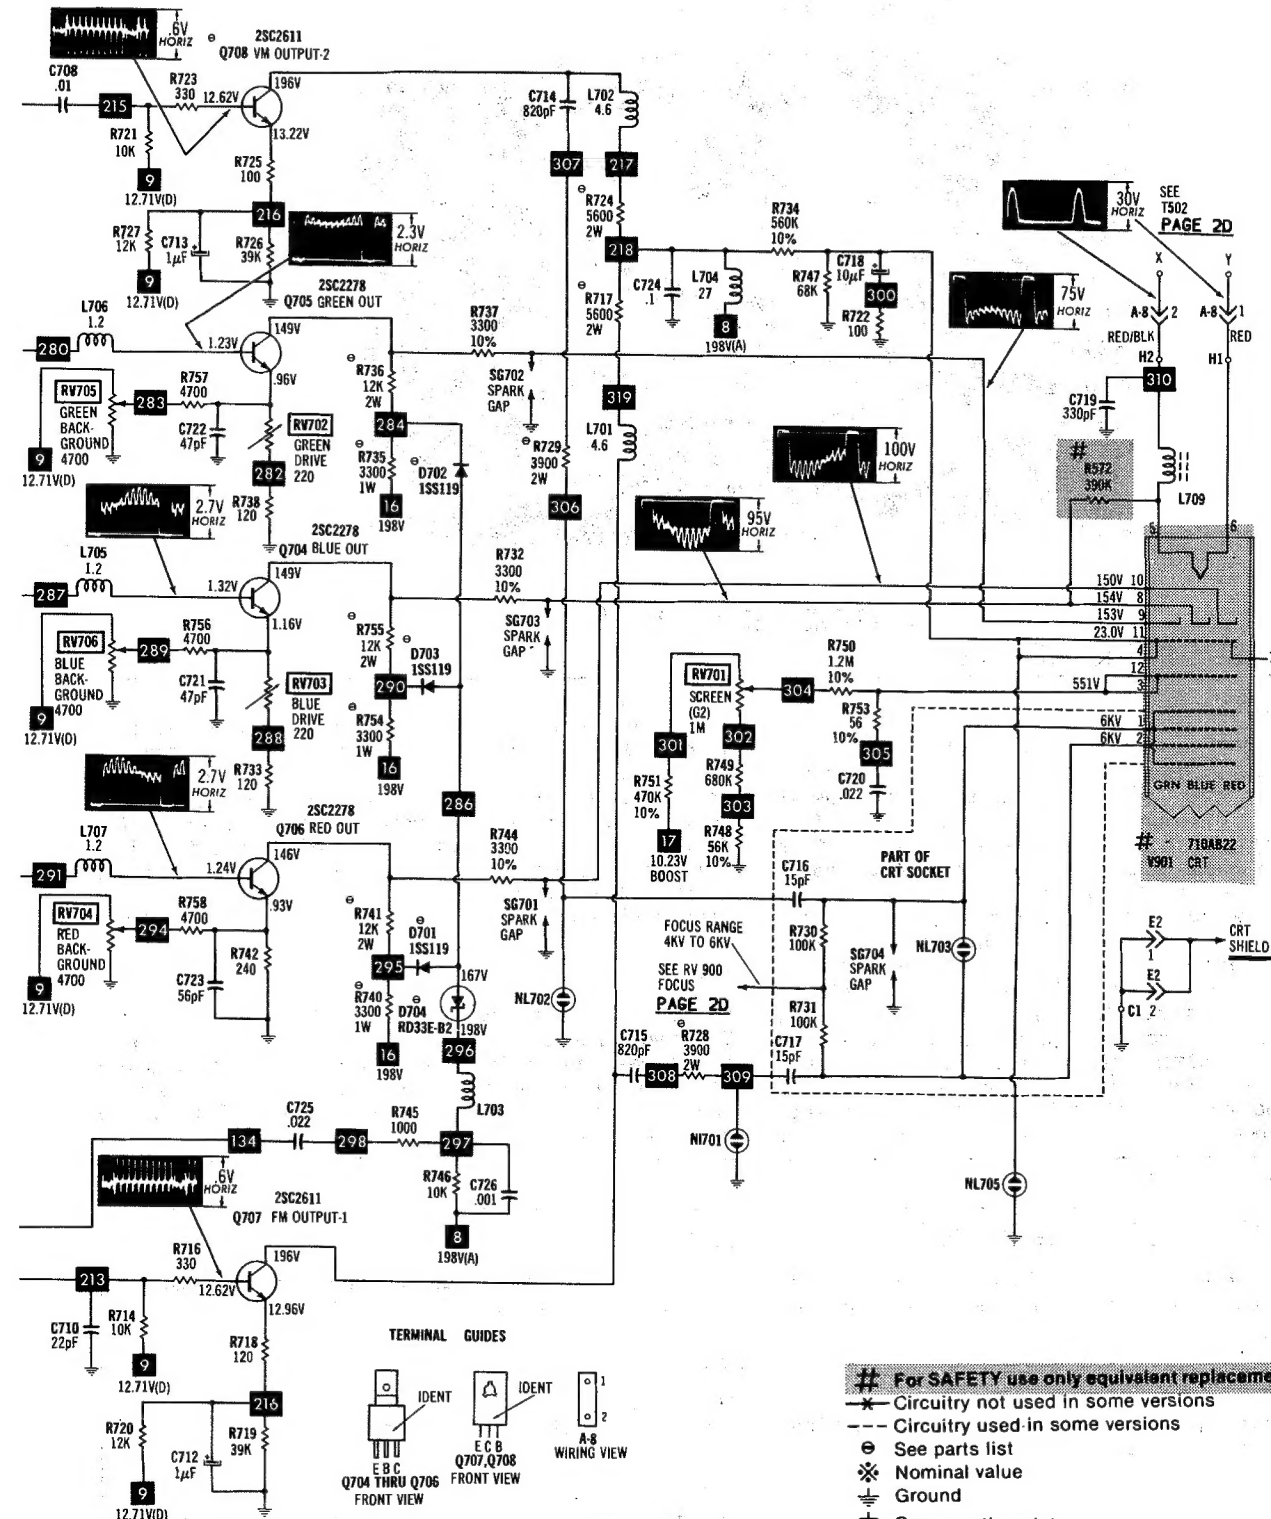 .6V
HORIZ
⊖
2SC2611
Q708 VM OUTPUT-2
C708
.01
215
R723
330
12.62V
196V
13.22V
R721
10K
9
12.71V(D)
R725
100
216
R727
12K
C713
1µF
R726
39K
9
12.71V(D)
2.3V
HORIZ
C714
820pF
L702
4.6
307
217
⊖
R724
5600
2W
218
⊖
R717
5600
2W
R734
560K
10%
C724
.1
L704
27
8
198V(A)
R747
68K
C718
10µF
300
R722
100
30V
HORIZ
SEE
T502
PAGE 2D
X
Y
A-8
2
A-8
1
RED/BLK
RED
H2
H1
310
C719
330pF
75V
HORIZ
#
R572
390K
L709
2SC2278
Q705 GREEN OUT
L706
1.2
280
1.23V
149V
.96V
RV705
GREEN
BACK-
GROUND
4700
283
R757
4700
C722
47pF
RV702
GREEN
DRIVE
220
282
R738
120
9
12.71V(D)
R737
3300
10%
⊖
R736
12K
2W
284
⊖
R735
3300
1W
16
198V
⊖
D702
1SS119
SG702
SPARK
GAP
319
L701
4.6
⊖
R729
3900
2W
306
100V
HORIZ
95V
HORIZ
2.7V
HORIZ
2SC2278
Q704 BLUE OUT
L705
1.2
287
1.32V
149V
1.16V
RV706
BLUE
BACK-
GROUND
4700
289
R756
4700
C721
47pF
RV703
BLUE
DRIVE
220
288
R733
120
9
12.71V(D)
R732
3300
10%
⊖
R755
12K
2W
⊖
D703
1SS119
290
⊖
R754
3300
1W
16
198V
SG703
SPARK
GAP
5
6
150V 10
154V 8
153V 9
23.0V 11
4
12
551V
3
6KV 1
6KV 2
GRN BLUE RED
#
710AB22
V901
CRT
RV701
SCREEN
(G2)
1M
304
R750
1.2M
10%
R753
56
10%
305
C720
.022
301
302
R751
470K
10%
R749
680K
303
R748
56K
10%
17
10.23V
BOOST
2.7V
HORIZ
2SC2278
Q706 RED OUT
L707
1.2
291
1.24V
146V
.93V
RV704
RED
BACK-
GROUND
4700
294
R758
4700
C723
56pF
R742
240
9
12.71V(D)
286
R744
3300
10%
⊖
R741
12K
2W
⊖
D701
1SS119
295
⊖
R740
3300
1W
16
198V
167V
⊖
D704
RD33E-B2
198V
296
SG701
SPARK
GAP
NL702
PART OF
CRT SOCKET
C716
15pF
FOCUS RANGE
4KV TO 6KV
SEE RV 900
FOCUS
PAGE 2D
R730
100K
SG704
SPARK
GAP
NL703
R731
100K
C717
15pF
C715
820pF
308
⊖
R728
3900
2W
309
NI701
NL705
E2
1
E2
C1 2
CRT
SHIELD
L703
134
C725
.022
298
R745
1000
297
R746
10K
C726
.001
8
198V(A)
.6V
HORIZ
2SC2611
Q707 FM OUTPUT-1
213
R716
330
12.62V
196V
12.96V
C710
22pF
R714
10K
9
12.71V(D)
R718
120
216
R720
12K
C712
1µF
R719
39K
9
12.71V(D)
TERMINAL GUIDES
IDENT
E B C
Q704 THRU Q706
FRONT VIEW
IDENT
E C B
Q707,Q708
FRONT VIEW
1
2
A-8
WIRING VIEW
# For SAFETY use only equivalent replaceme
Circuitry not used in some versions
Circuitry used in some versions
⊖ See parts list
※ Nominal value
Ground